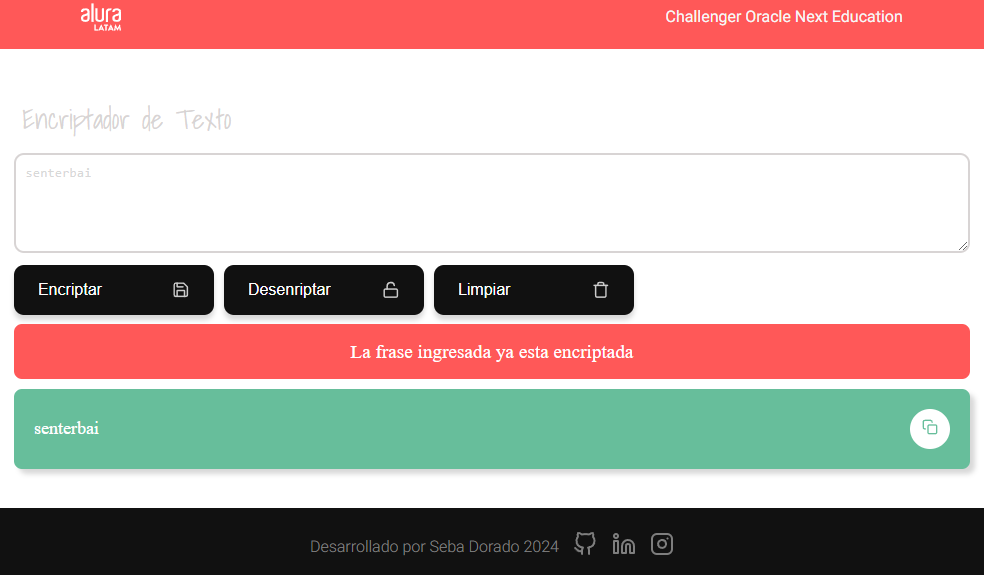 alura
LATAM
Challenger Oracle Next Education
Encriptador de Texto
senterbai
Encriptar
Desenriptar
Limpiar
La frase ingresada ya esta encriptada
senterbai
Desarrollado por Seba Dorado 2024